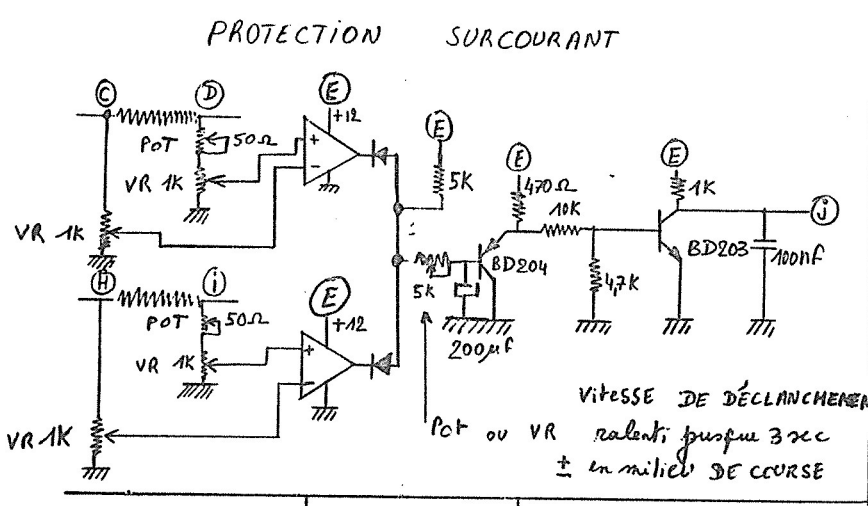 PROTECTION SURCOURANT
C D E
+12
POT 50Ω
VR 1K
+
-
VR 1K
E
5K
E
470Ω
10K
E
1K
j
BD204
BD203
100nf
4,7K
5K
200µf
H i E
+12
POT 50Ω
VR 1K
+
-
VR 1K
POT ou VR
VitESSE DE DÉCLANCHEMEN
ralenti jusque 3 sec
± en milieu DE COURSE